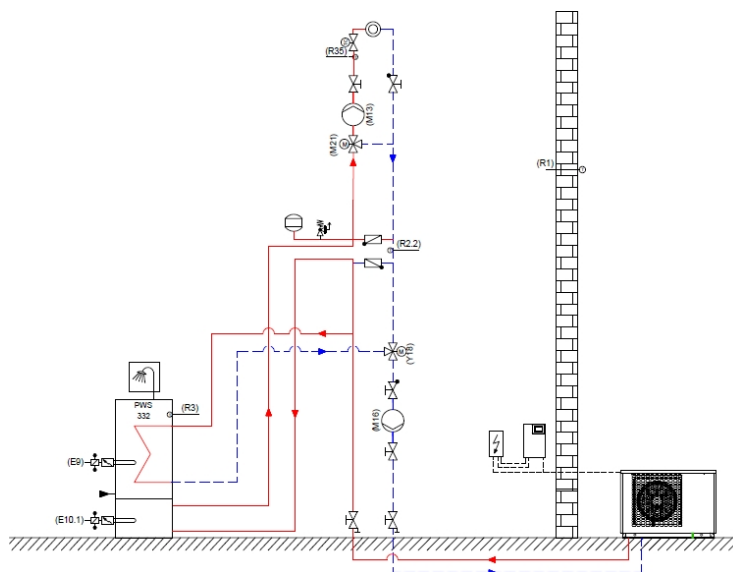 (R35)
(M13)
(M21)
(R1)
(R2.2)
(Y18)
PWS
332
(R3)
(M16)
(E9)
(E10.1)